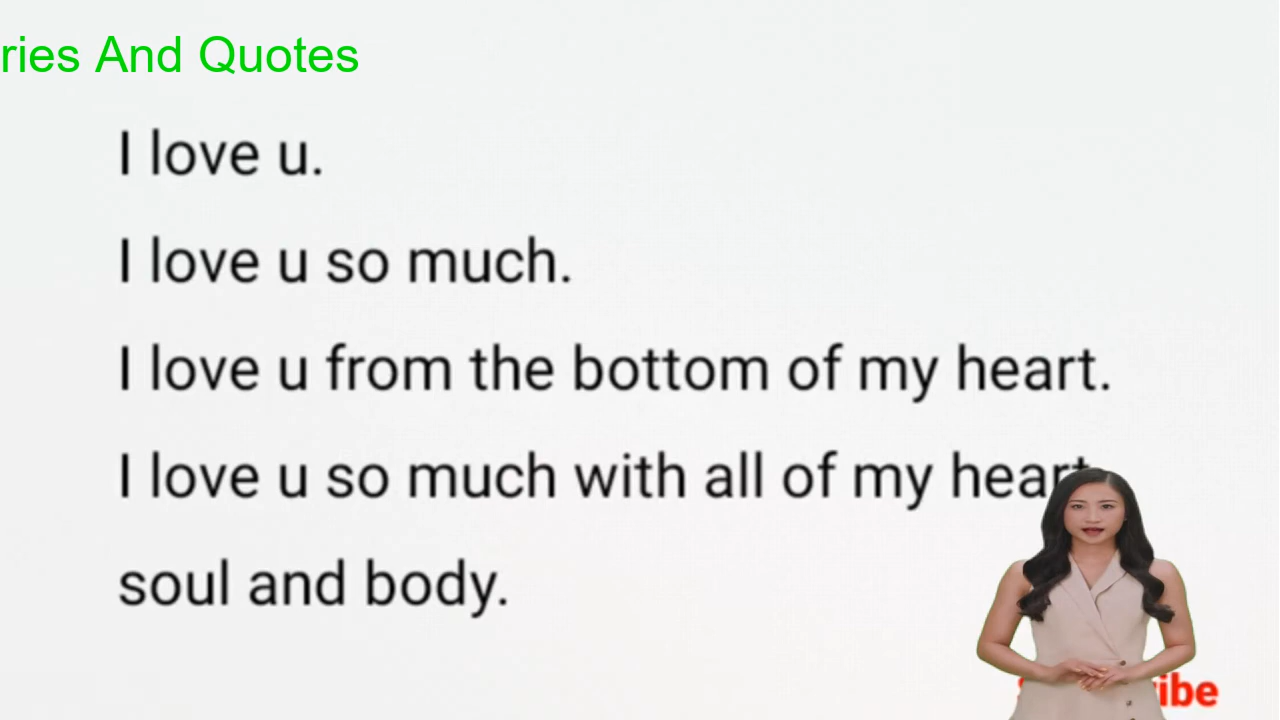 ries And Quotes
I love u.
I love u so much.
I love u from the bottom of my heart.
I love u so much with all of my heart
soul and body.
ibe